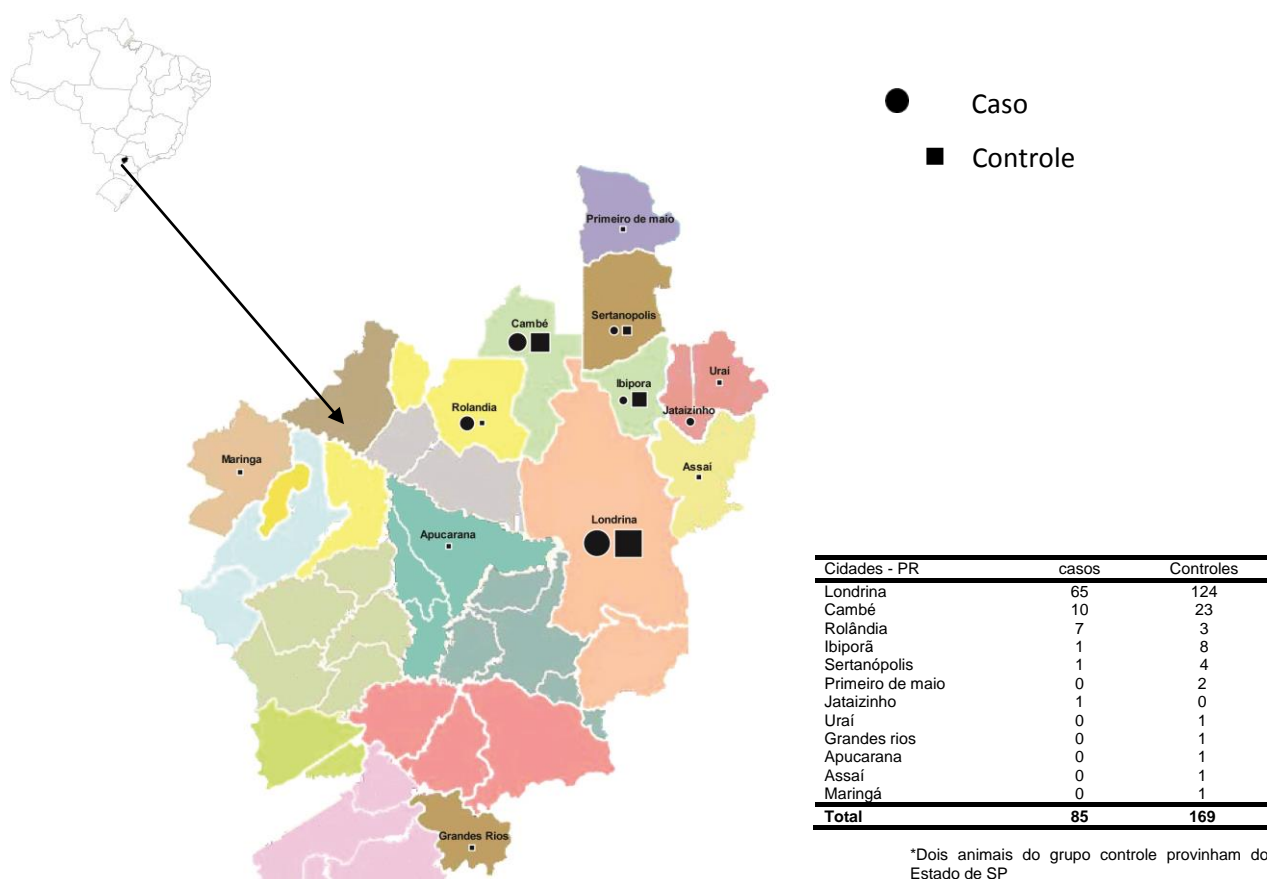 Caso
Controle
Primeiro de maio
Sertanopolis
Cambé
Ibipora
Uraí
Rolandia
Jataizinho
Maringa
Assaí
Londrina
Apucarana
Grandes Rios
Cidades - PR casos Controles
Londrina 65 124
Cambé 10 23
Rolândia 7 3
Ibiporã 1 8
Sertanópolis 1 4
Primeiro de maio 0 2
Jataizinho 1 0
Uraí 0 1
Grandes rios 0 1
Apucarana 0 1
Assaí 0 1
Maringá 0 1
Total 85 169
*Dois animais do grupo controle provinham do
Estado de SP